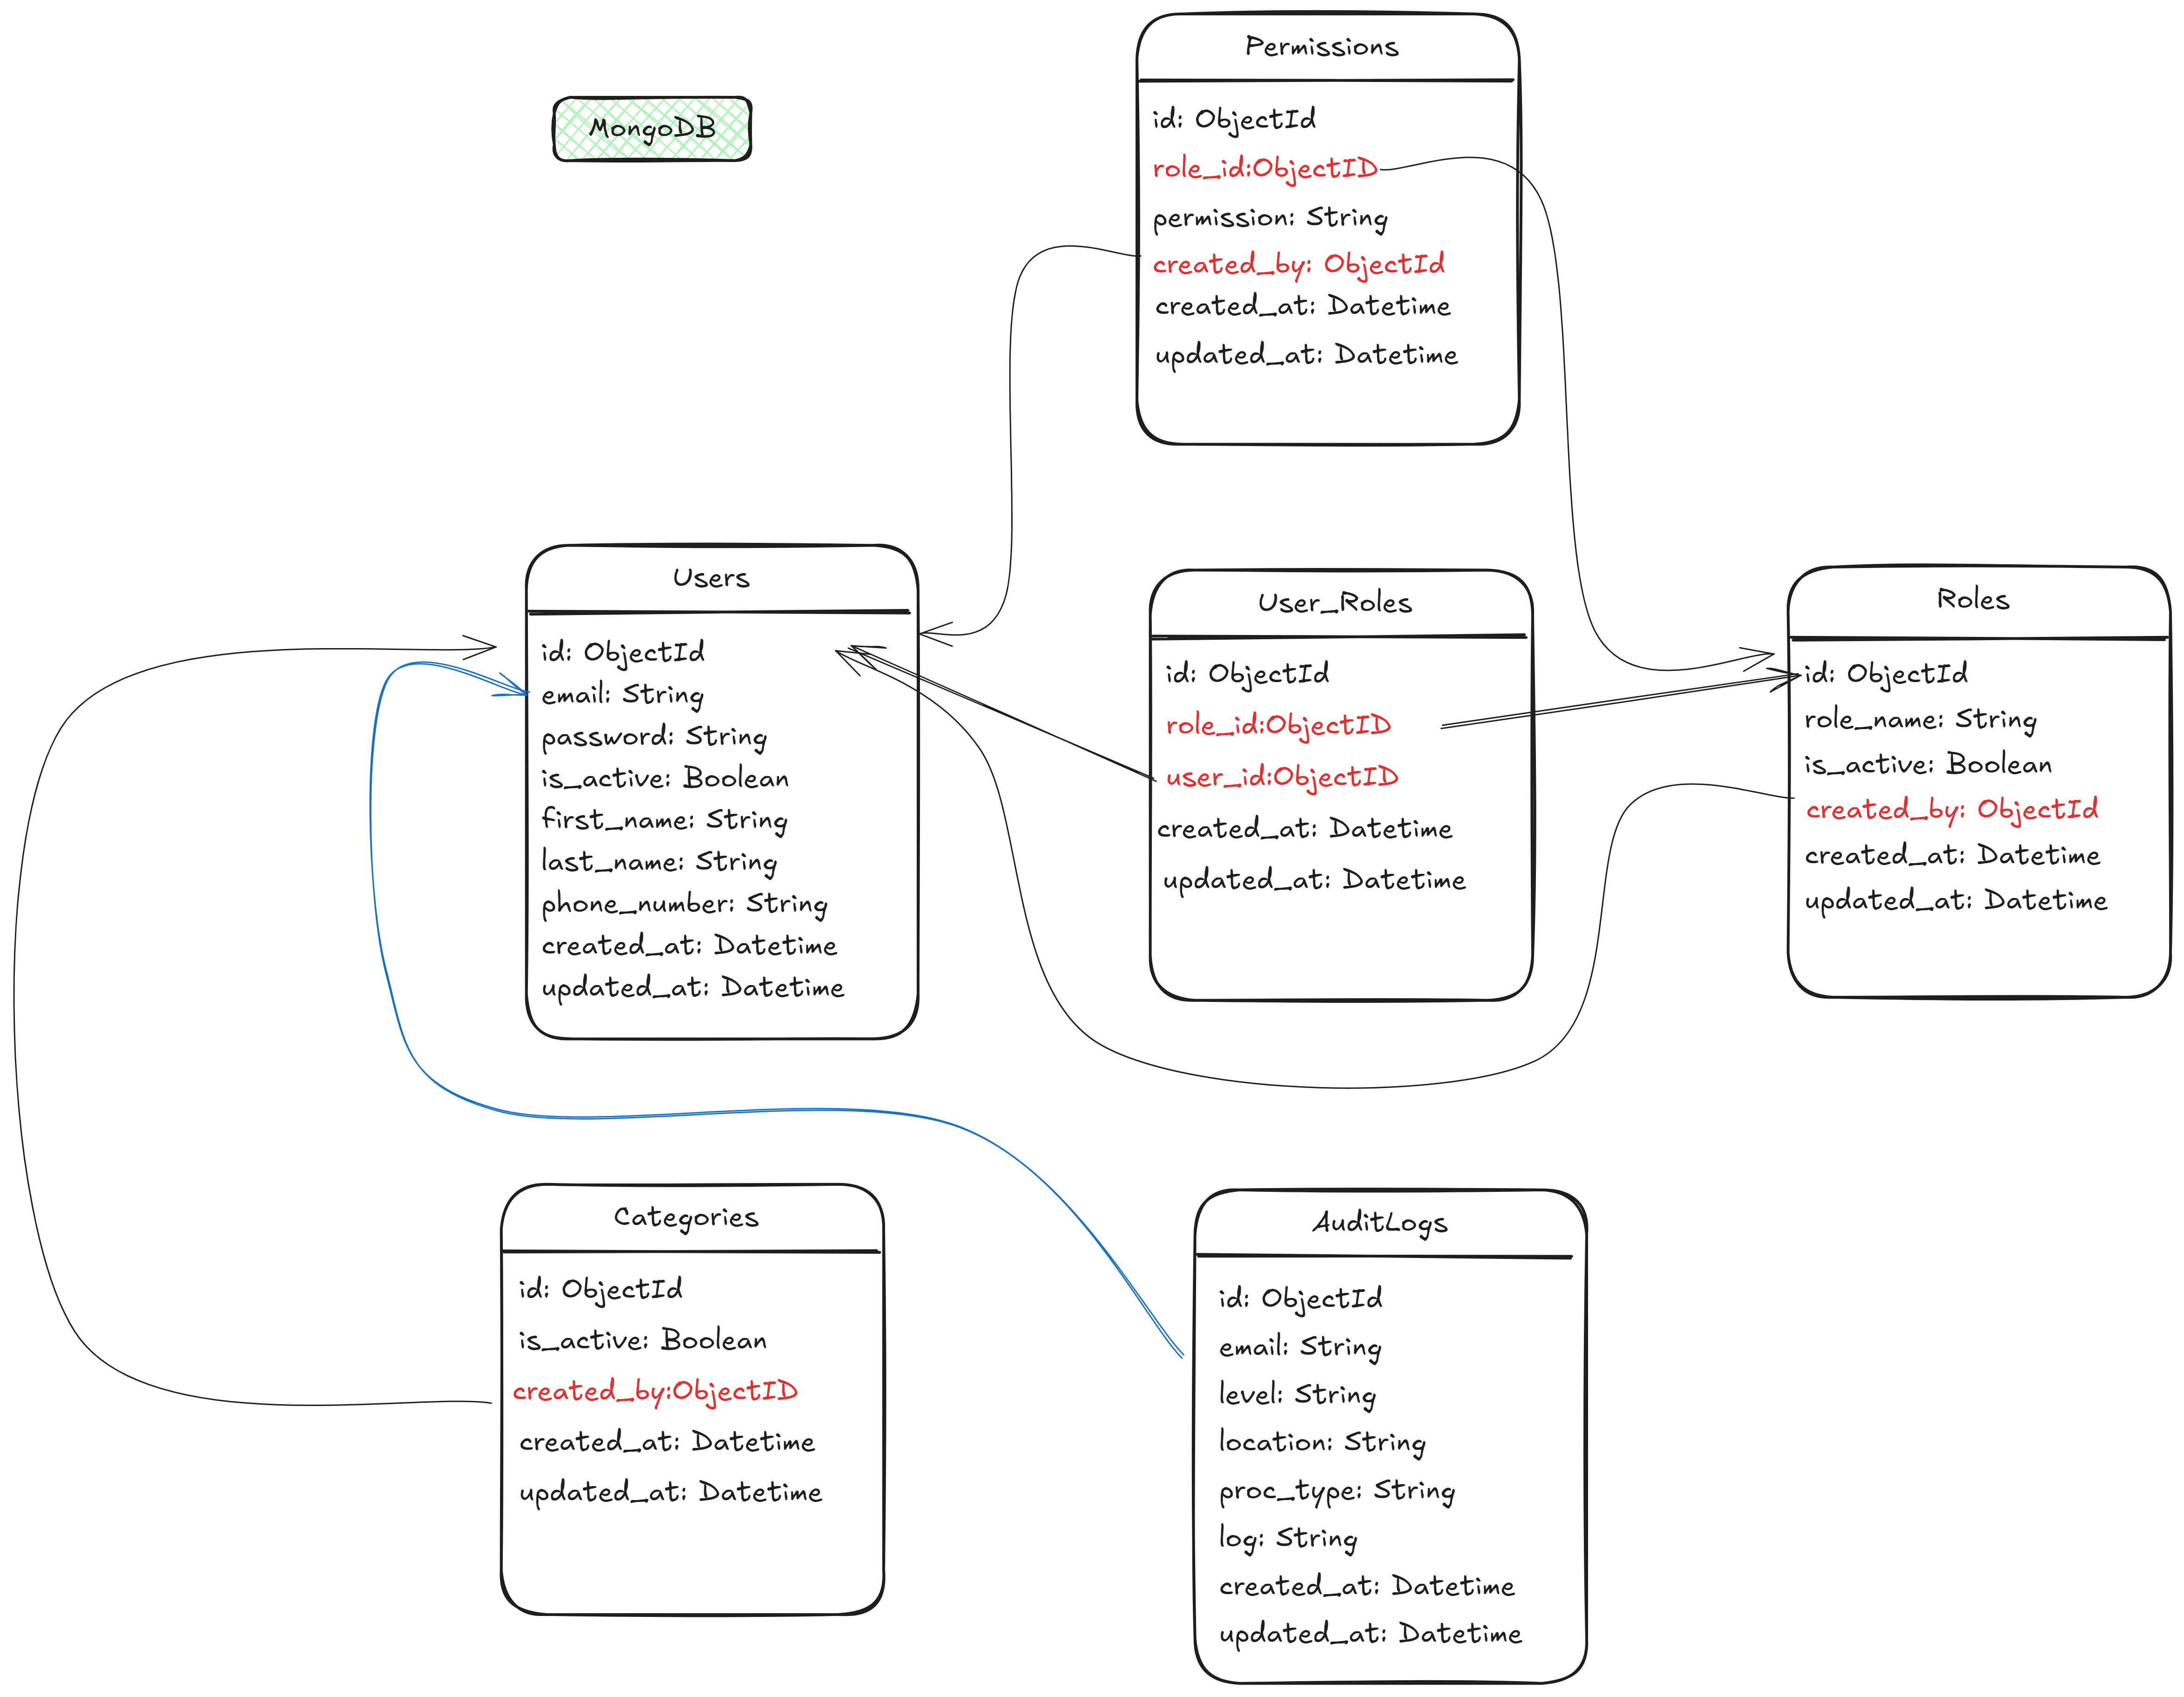 MongoDB
Permissions
id: ObjectId
role_id:ObjectID
permission: String
created_by: ObjectId
created_at: Datetime
updated_at: Datetime
Users
id: ObjectId
email: String
password: String
is_active: Boolean
first_name: String
last_name: String
phone_number: String
created_at: Datetime
updated_at: Datetime
User_Roles
id: ObjectId
role_id:ObjectID
user_id:ObjectID
created_at: Datetime
updated_at: Datetime
Roles
id: ObjectId
role_name: String
is_active: Boolean
created_by: ObjectId
created_at: Datetime
updated_at: Datetime
Categories
id: ObjectId
is_active: Boolean
created_by:ObjectID
created_at: Datetime
updated_at: Datetime
AuditLogs
id: ObjectId
email: String
level: String
location: String
proc_type: String
log: String
created_at: Datetime
updated_at: Datetime